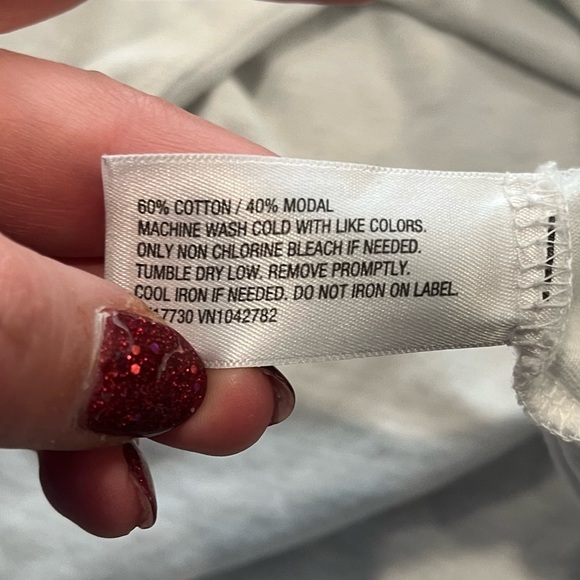 60% COTTON / 40% MODAL
MACHINE WASH COLD WITH LIKE COLORS.
ONLY NON CHLORINE BLEACH IF NEEDED.
TUMBLE DRY LOW. REMOVE PROMPTLY.
COOL IRON IF NEEDED. DO NOT IRON ON LABEL.
VN1042782